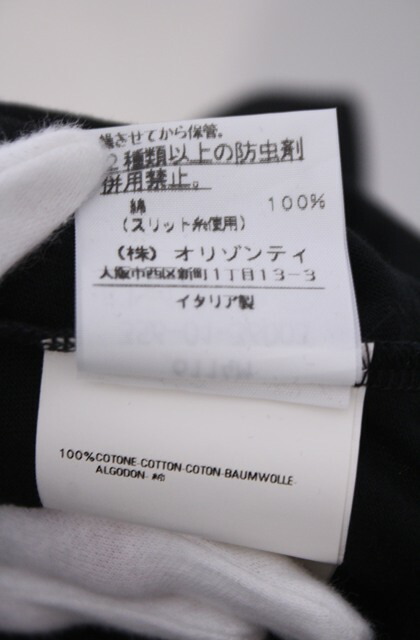 燥させてから保管。
2種類以上の防虫剤
併用禁止。
綿 100%
(スリット糸使用)
(株) オリゾンティ
大阪市西区新町1丁目13-3
イタリア製
100%COTONE-COTTON-COTON-BAUMWOLLE-
ALGODON-綿